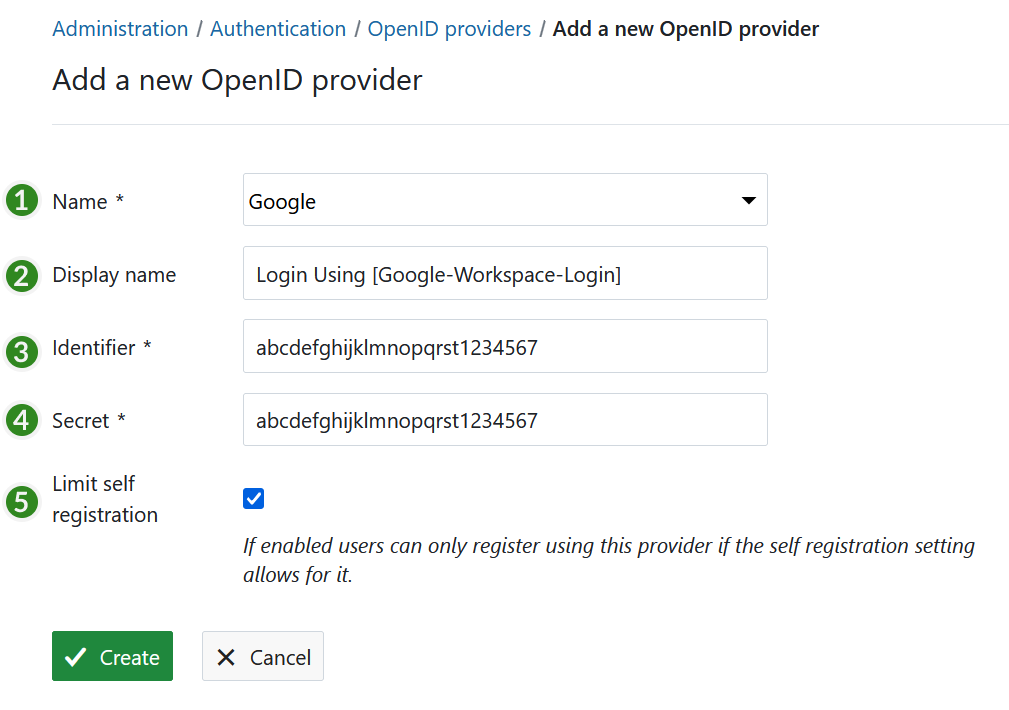 Administration / Authentication / OpenID providers / Add a new OpenID provider
Add a new OpenID provider
1 Name * Google
2 Display name Login Using [Google-Workspace-Login]
3 Identifier * abcdefghijklmnopqrst1234567
4 Secret * abcdefghijklmnopqrst1234567
Limit self
5 registration
If enabled users can only register using this provider if the self registration setting
allows for it.
Create Cancel